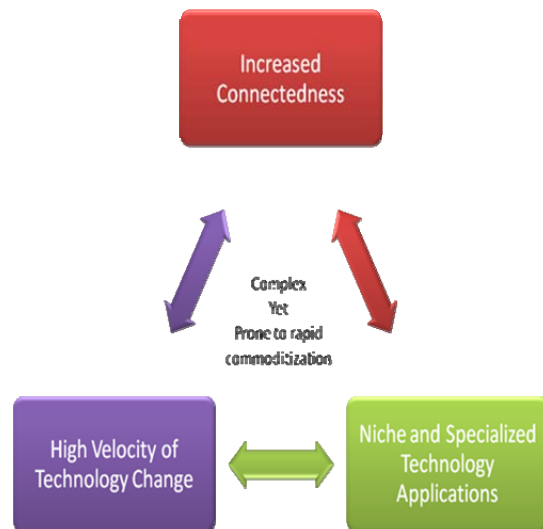 Increased
Connectedness
Complex
Yet
Prone to rapid
commoditization
High Velocity of
Technology Change
Niche and Specialized
Technology
Applications